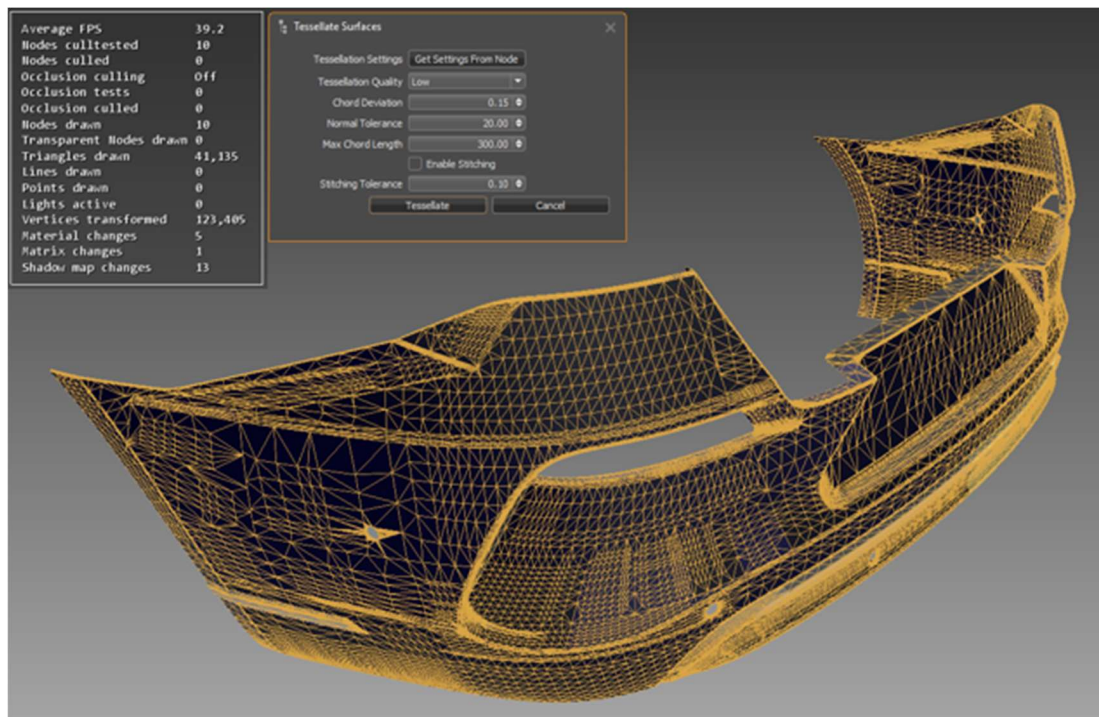 Average FPS 39.2
Nodes culltested 10
Nodes culled 0
Occlusion culling Off
Occlusion tests 0
Occlusion culled 0
Nodes drawn 10
Transparent Nodes drawn 0
Triangles drawn 41,135
Lines drawn 0
Points drawn 0
Lights active 0
Vertices transformed 123,405
Material changes 5
Matrix changes 1
Shadow map changes 13
Tessellate Surfaces
Tessellation Settings Get Settings From Node
Tessellation Quality Low
Chord Deviation 0.15
Normal Tolerance 20.00
Max Chord Length 300.00
Enable Stitching
Stitching Tolerance 0.10
Tessellate Cancel